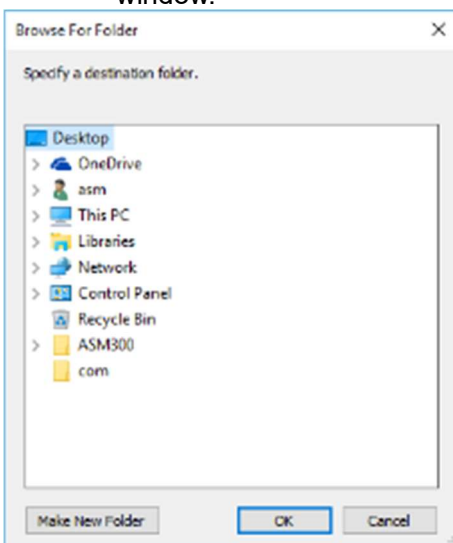 window.
Browse For Folder
Specify a destination folder.
Desktop
OneDrive
asm
This PC
Libraries
Network
Control Panel
Recycle Bin
ASM300
com
Make New Folder
OK
Cancel